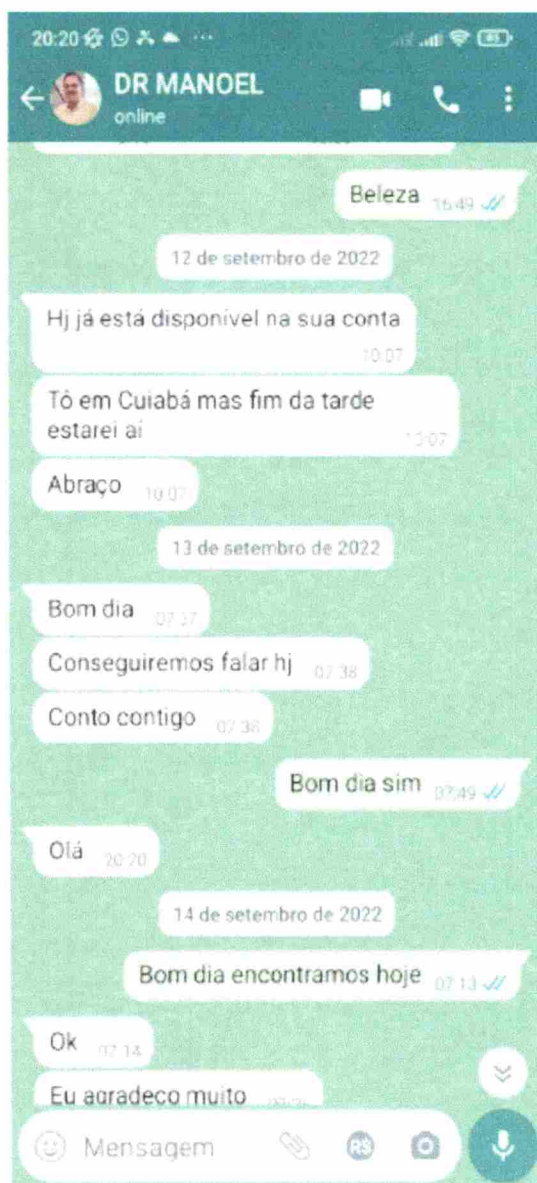 20:20
85
DR MANOEL
online
Beleza 16:49
12 de setembro de 2022
Hj já está disponível na sua conta
10:07
Tô em Cuiabá mas fim da tarde
estarei aí 10:07
Abraço 10:07
13 de setembro de 2022
Bom dia 07:37
Conseguiremos falar hj 07:38
Conto contigo 07:38
Bom dia sim 07:49
Olá 20:20
14 de setembro de 2022
Bom dia encontramos hoje 07:13
Ok 07:14
Eu agradeço muito
Mensagem R$